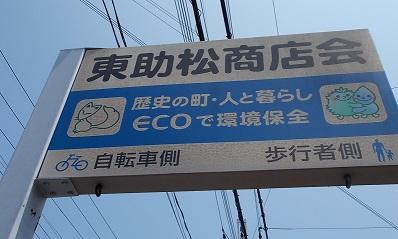 東助松商店会
歴史の町・人と暮らし
ECOで環境保全
自転車側 歩行者側